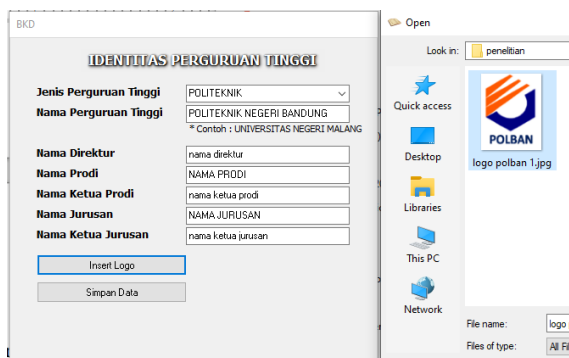 BKD
IDENTITAS PERGURUAN TINGGI
Jenis Perguruan Tinggi POLITEKNIK
Nama Perguruan Tinggi POLITEKNIK NEGERI BANDUNG
* Contoh : UNIVERSITAS NEGERI MALANG
Nama Direktur nama direktur
Nama Prodi NAMA PRODI
Nama Ketua Prodi nama ketua prodi
Nama Jurusan NAMA JURUSAN
Nama Ketua Jurusan nama ketua jurusan
Insert Logo
Simpan Data
Open
Look in: penelitian
Quick access
Desktop
Libraries
This PC
Network
POLBAN
logo polban 1.jpg
File name: logo
Files of type: All